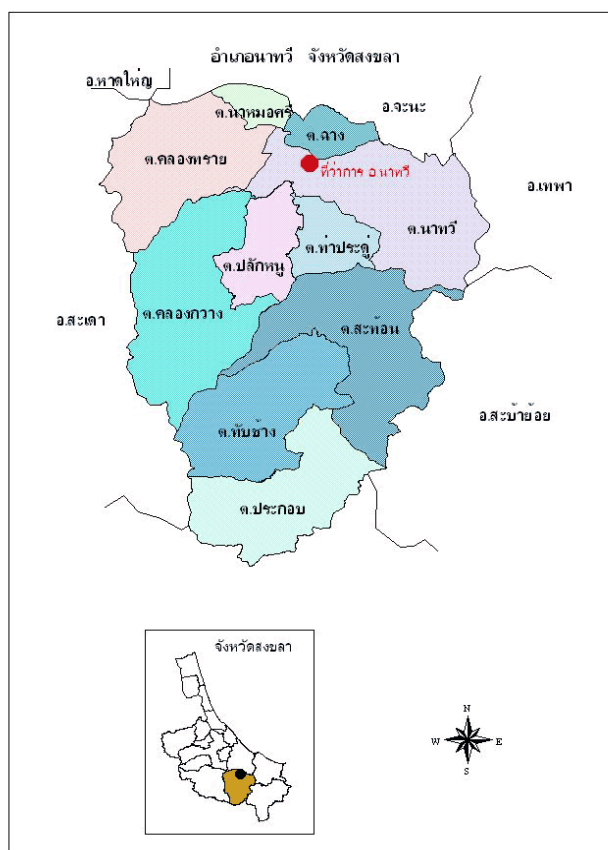 อำเภอนาทวี จังหวัดสงขลา
อ.หาดใหญ่
ต.นาหมอศรี
อ.จะนะ
ต.ฉาง
ต.คลองทราย
ที่ว่าการ อ.นาทวี
อ.เทพา
ต.นาทวี
ต.ท่าประดู่
ต.ปลักหนู
อ.สะเดา
ต.คลองกวาง
ต.สะท้อน
อ.สะบ้าย้อย
ต.ทับช้าง
ต.ประกอบ
จังหวัดสงขลา
N
W E
S